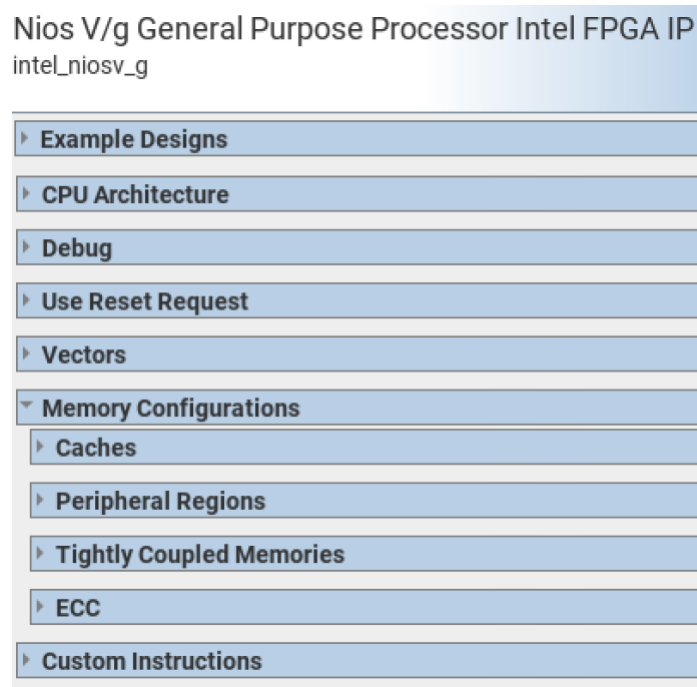 Nios V/g General Purpose Processor Intel FPGA IP
intel_niosv_g
Example Designs
CPU Architecture
Debug
Use Reset Request
Vectors
Memory Configurations
Caches
Peripheral Regions
Tightly Coupled Memories
ECC
Custom Instructions